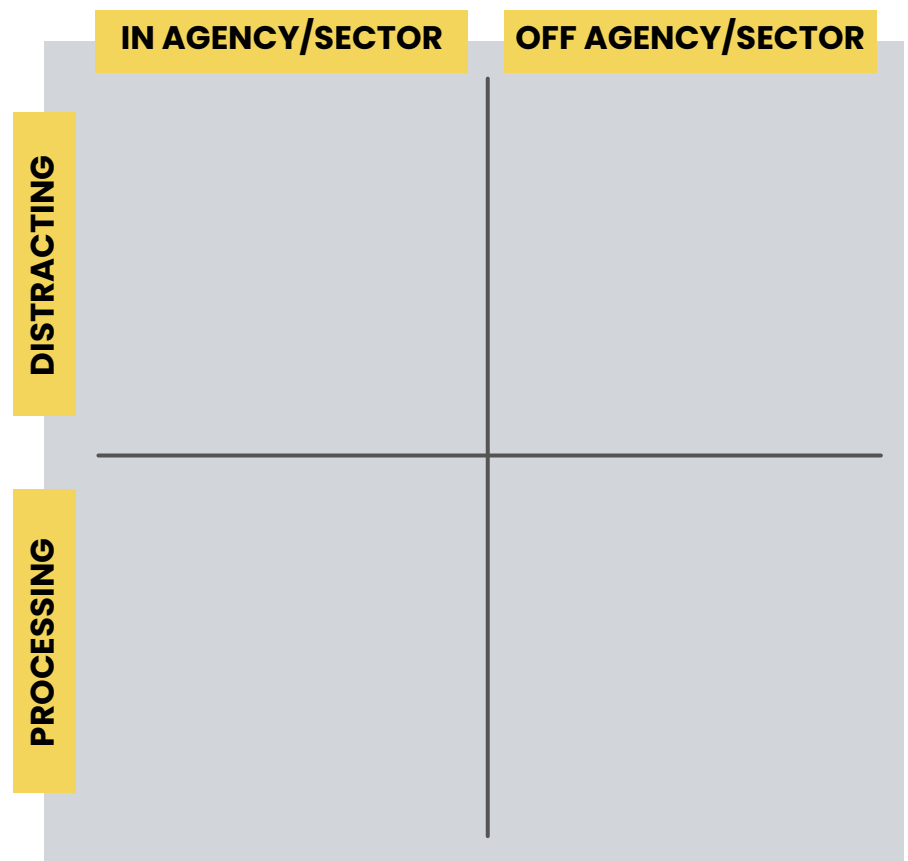 IN AGENCY/SECTOR
OFF AGENCY/SECTOR
DISTRACTING
PROCESSING